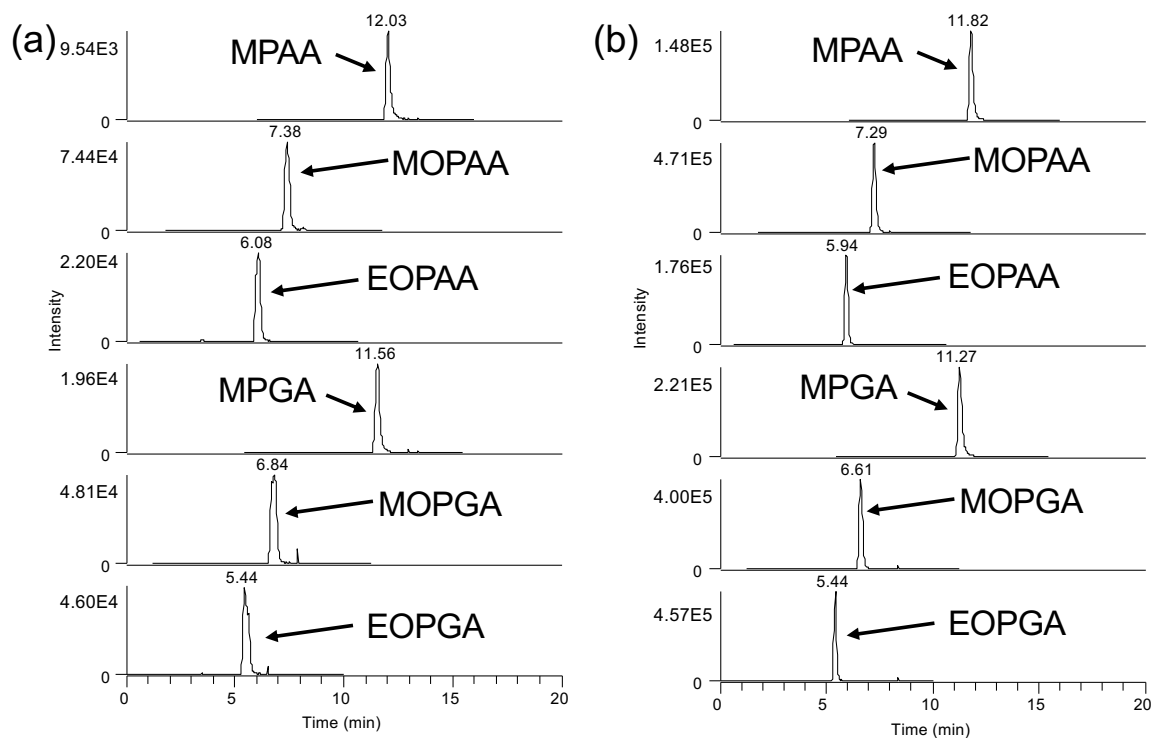 (a)
12.03
9.54E3
MPAA
0
7.38
7.44E4
MOPAA
0
6.08
2.20E4
EOPAA
0
11.56
1.96E4
MPGA
0
6.84
4.81E4
MOPGA
0
5.44
4.60E4
EOPGA
0
Intensity
0 5 10 15 20
Time (min)
(b)
11.82
1.48E5
MPAA
0
7.29
4.71E5
MOPAA
0
5.94
1.76E5
EOPAA
0
11.27
2.21E5
MPGA
0
6.61
4.00E5
MOPGA
0
5.44
4.57E5
EOPGA
0
Intensity
0 5 10 15 20
Time (min)